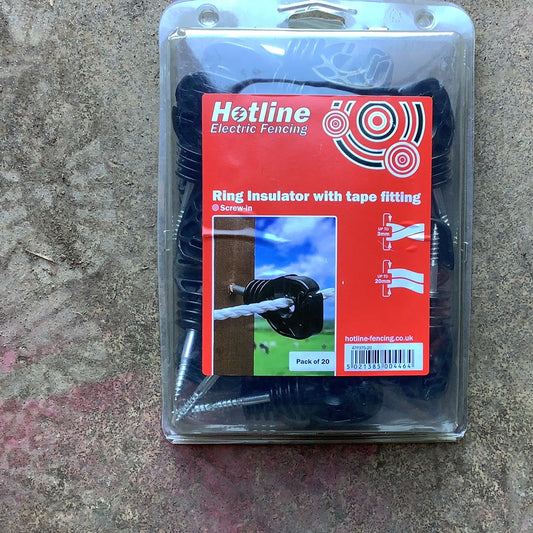 Hotline
Electric Fencing
Ring Insulator with tape fitting
Screw-in
UP TO
3mm
UP TO
20mm
Pack of 20
hotline-fencing.co.uk
5 021385 004464